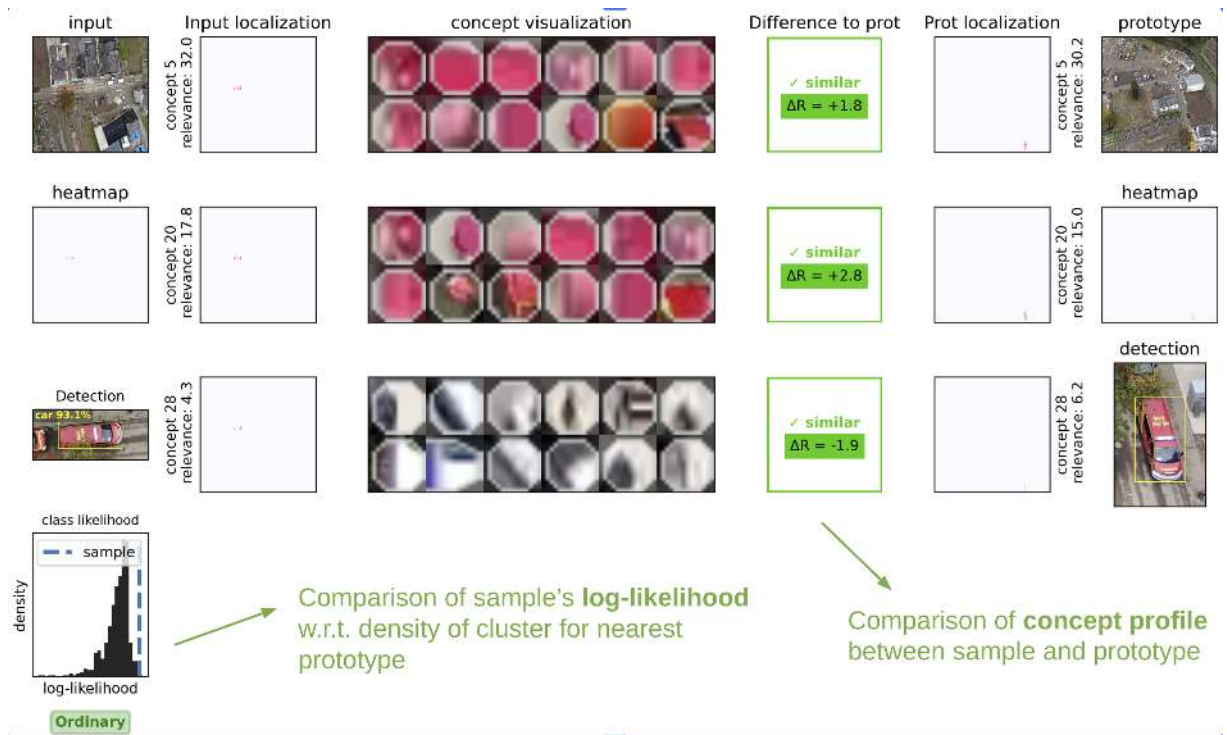 input
Input localization
concept visualization
Difference to prot
Prot localization
prototype
concept 5
relevance: 32.0
✓ similar
ΔR = +1.8
concept 5
relevance: 30.2
heatmap
heatmap
concept 20
relevance: 17.8
✓ similar
ΔR = +2.8
concept 20
relevance: 15.0
Detection
detection
car 93.1%
concept 28
relevance: 4.3
✓ similar
ΔR = -1.9
concept 28
relevance: 6.2
class likelihood
sample
density
log-likelihood
Ordinary
Comparison of sample's log-likelihood
w.r.t. density of cluster for nearest
prototype
Comparison of concept profile
between sample and prototype